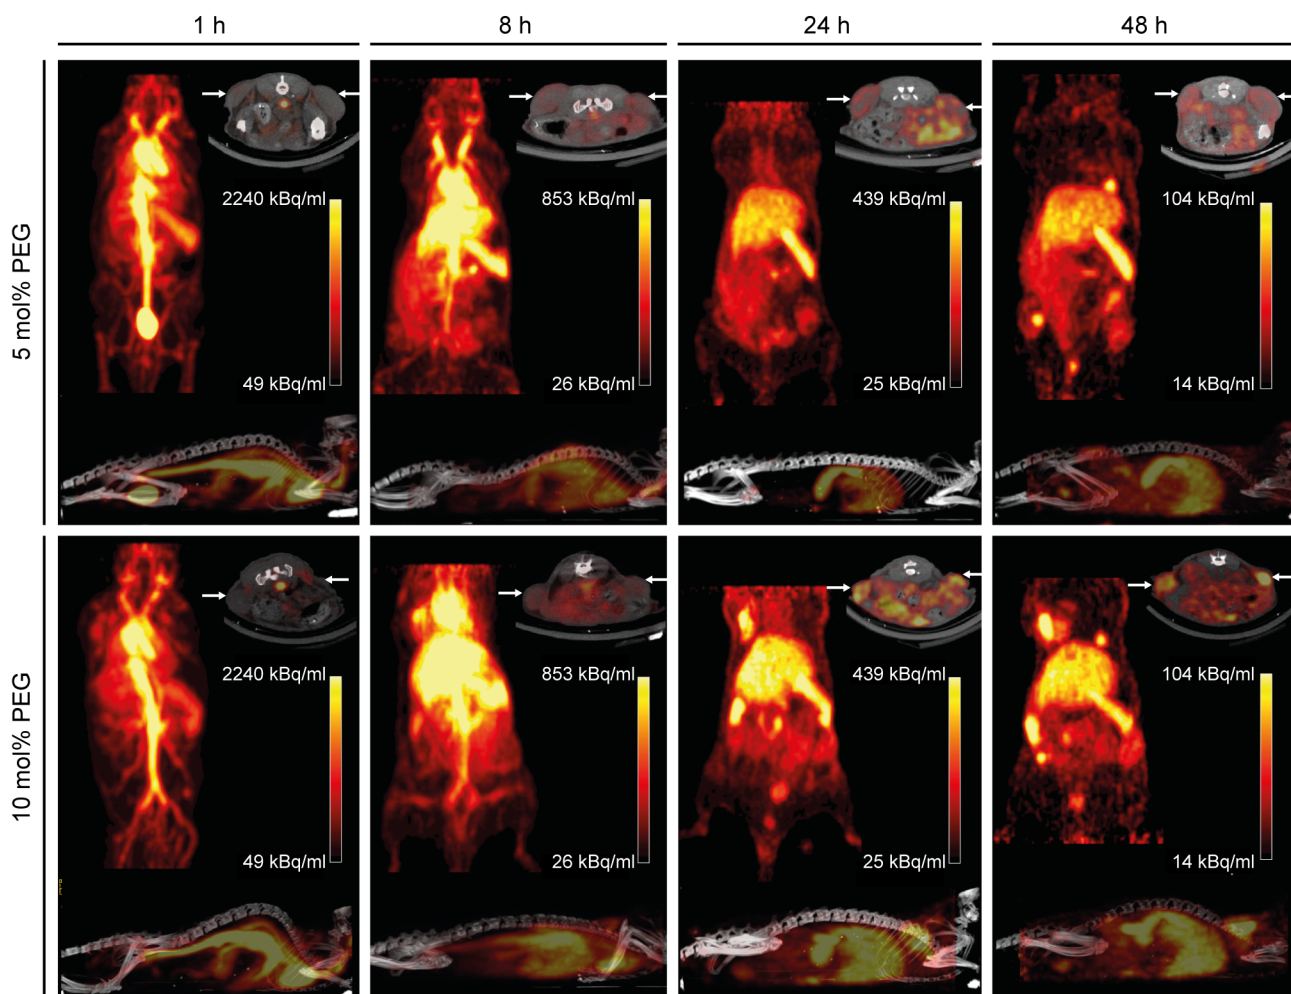 1 h
8 h
24 h
48 h
5 mol% PEG
2240 kBq/ml
49 kBq/ml
853 kBq/ml
26 kBq/ml
439 kBq/ml
25 kBq/ml
104 kBq/ml
14 kBq/ml
10 mol% PEG
2240 kBq/ml
49 kBq/ml
853 kBq/ml
26 kBq/ml
439 kBq/ml
25 kBq/ml
104 kBq/ml
14 kBq/ml